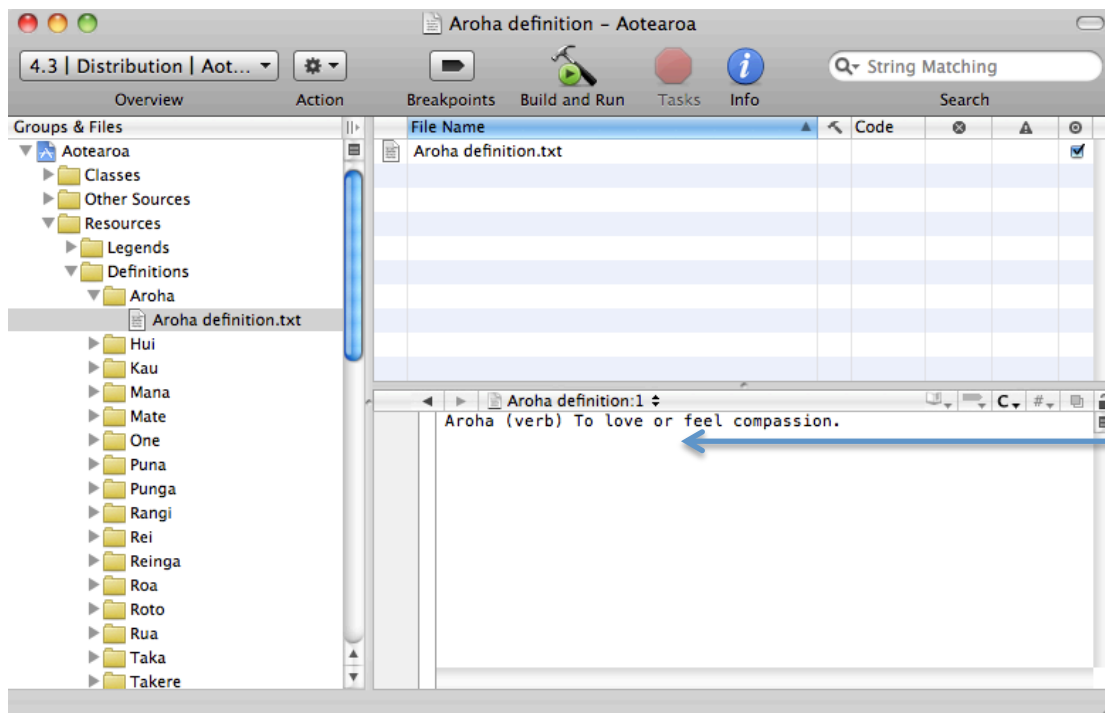 Aroha definition – Aotearoa
4.3 | Distribution | Aot...
Overview
Action
Breakpoints
Build and Run
Tasks
Info
String Matching
Search
Groups & Files
Aotearoa
Classes
Other Sources
Resources
Legends
Definitions
Aroha
Aroha definition.txt
Hui
Kau
Mana
Mate
One
Puna
Punga
Rangi
Rei
Reinga
Roa
Roto
Rua
Taka
Takere
File Name
Code
Aroha definition.txt
Aroha definition:1
C
#
Aroha (verb) To love or feel compassion.